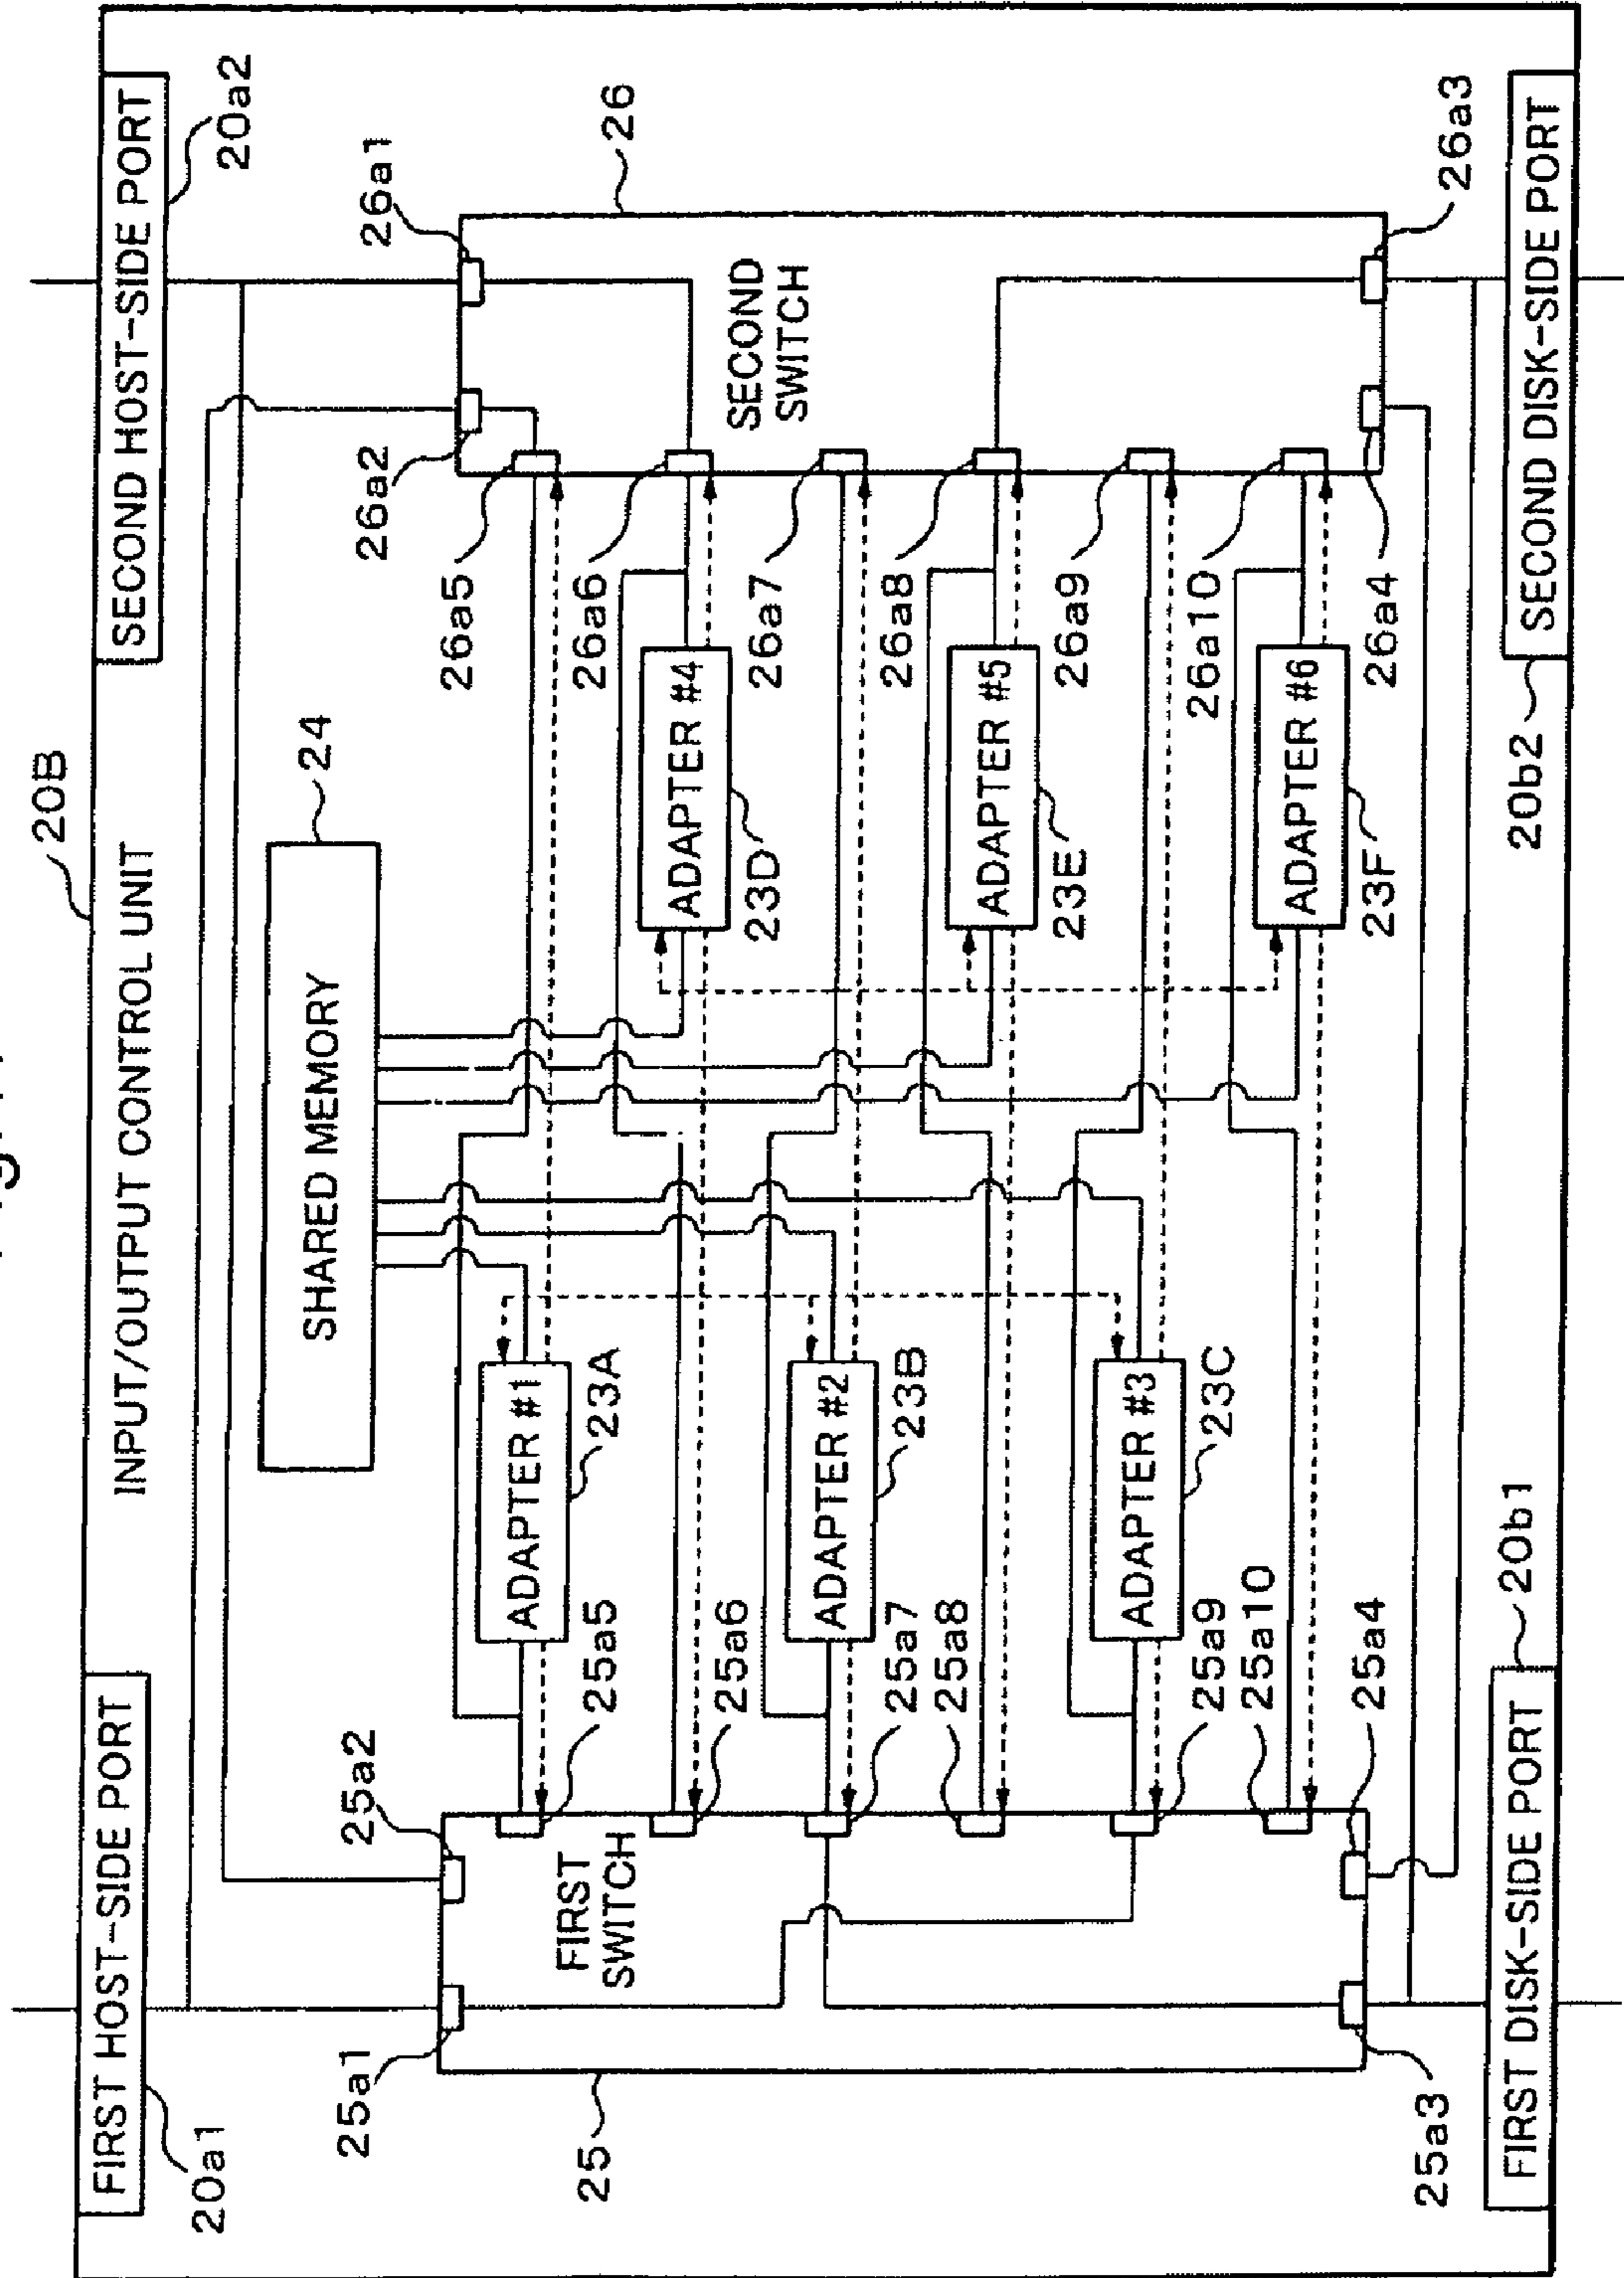 20B
INPUT/OUTPUT CONTROL UNIT
FIRST HOST-SIDE PORT
20a1
SECOND HOST-SIDE PORT
20a2
SHARED MEMORY
24
25a1
25a2
26a2
26a1
25
FIRST
SWITCH
26
SECOND
SWITCH
ADAPTER #1
23A
25a5
26a5
25a6
ADAPTER #4
23D
26a6
ADAPTER #2
23B
25a7
26a7
25a8
ADAPTER #5
23E
26a8
ADAPTER #3
23C
25a9
26a9
25a10
ADAPTER #6
23F
26a10
25a3
25a4
26a4
26a3
FIRST DISK-SIDE PORT
20b1
SECOND DISK-SIDE PORT
20b2